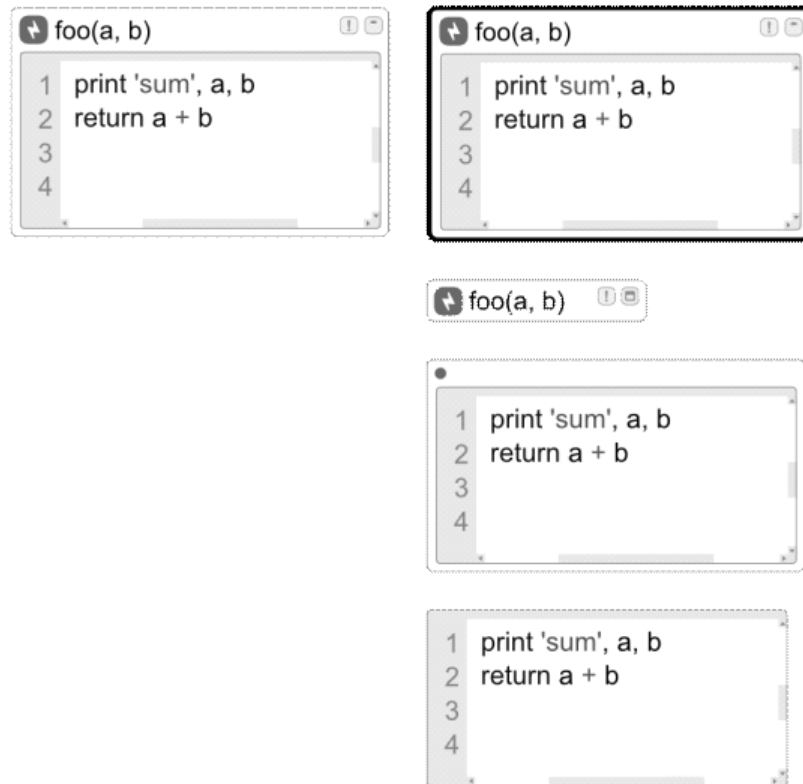 foo(a, b)
1 print 'sum', a, b
2 return a + b
3
4
foo(a, b)
1 print 'sum', a, b
2 return a + b
3
4
foo(a, b)
1 print 'sum', a, b
2 return a + b
3
4
1 print 'sum', a, b
2 return a + b
3
4